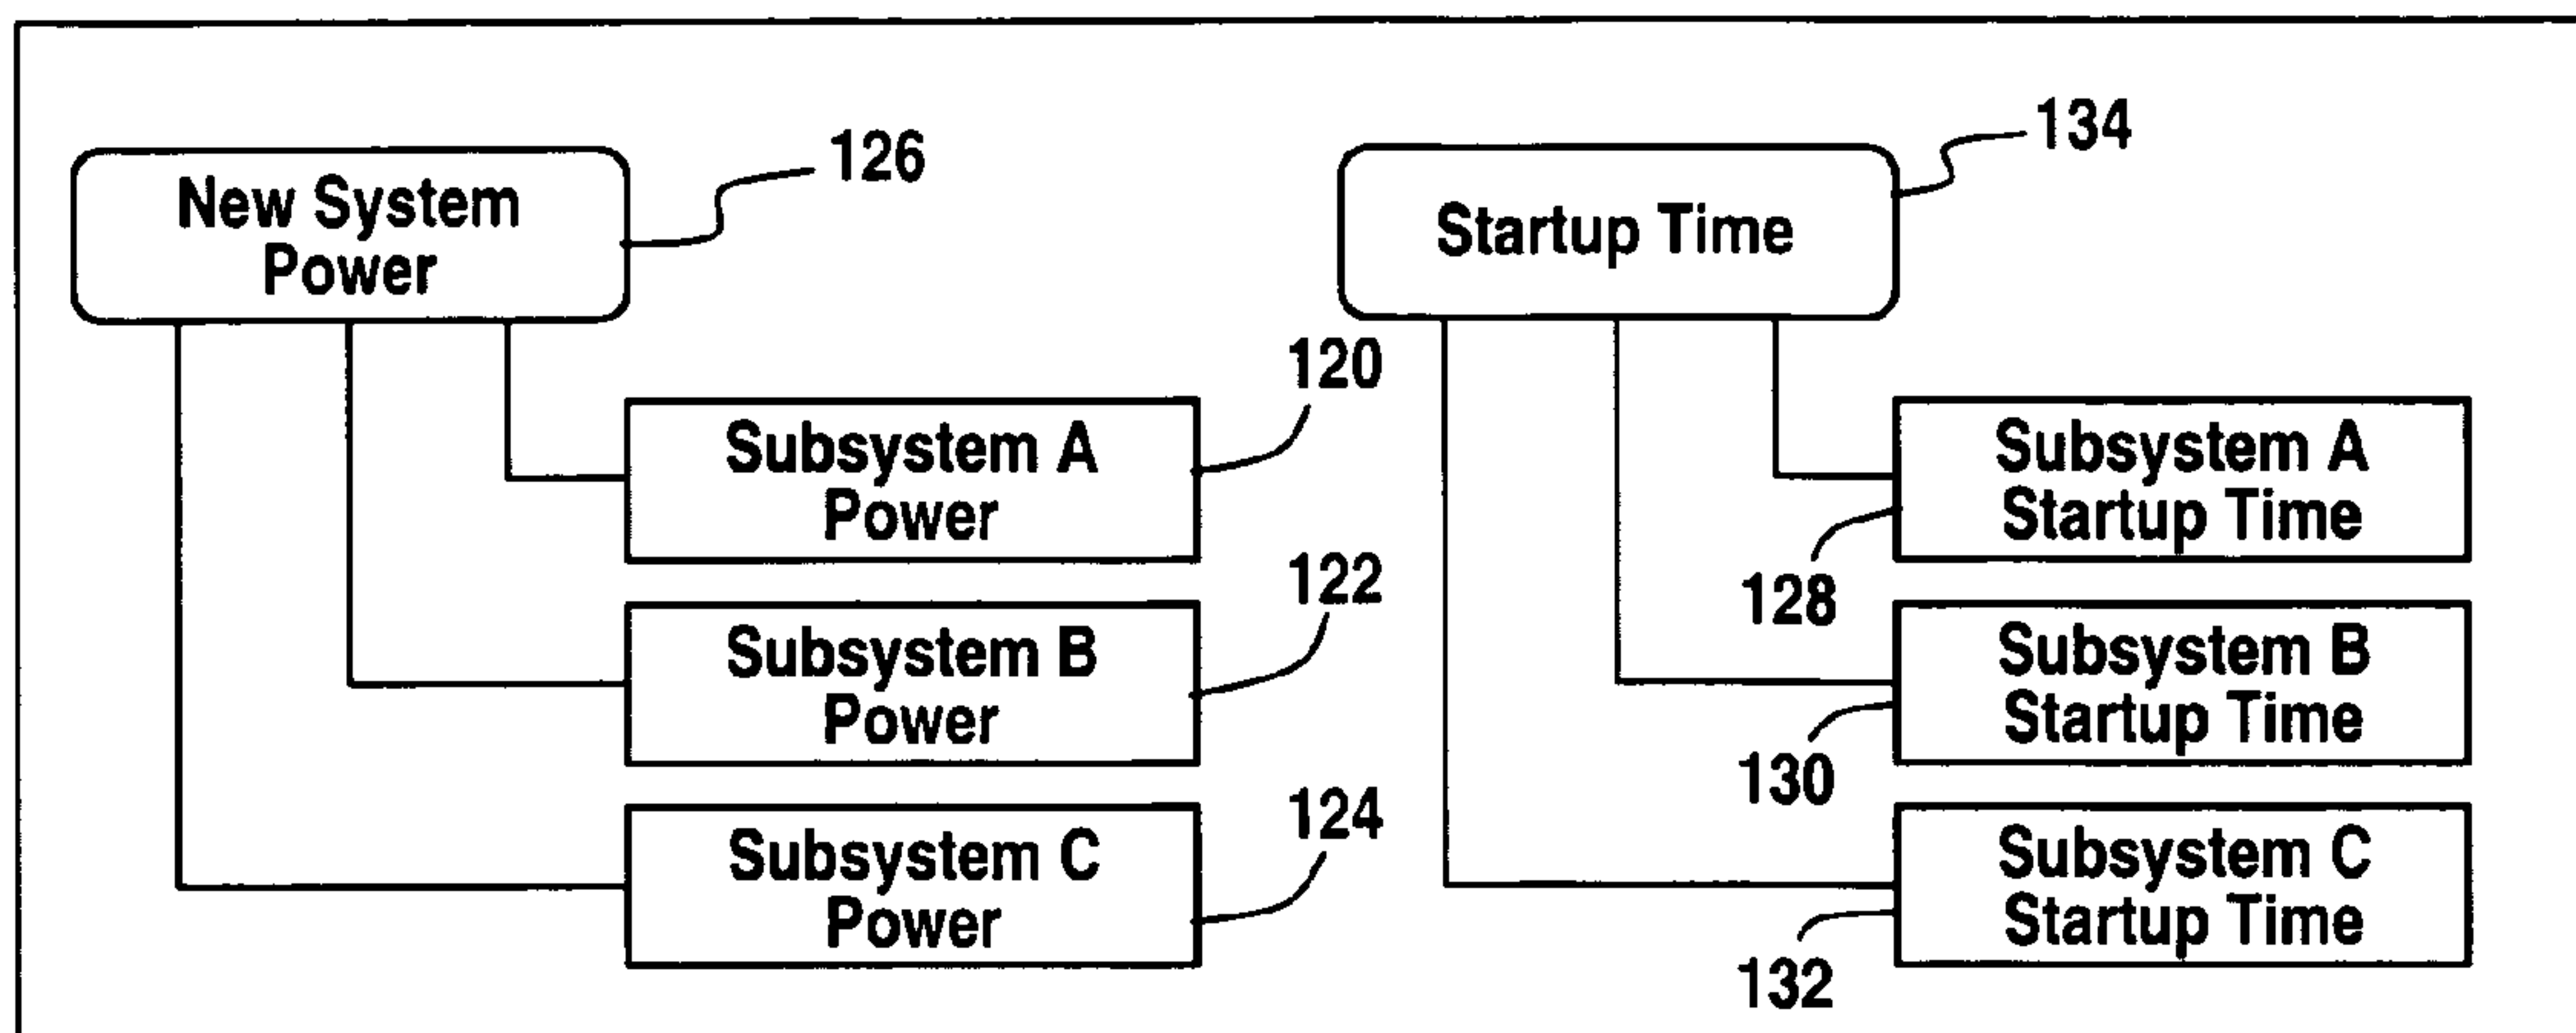 126
New System
Power
134
Startup Time
120
Subsystem A
Power
122
Subsystem B
Power
124
Subsystem C
Power
Subsystem A
Startup Time
128
Subsystem B
Startup Time
130
Subsystem C
Startup Time
132